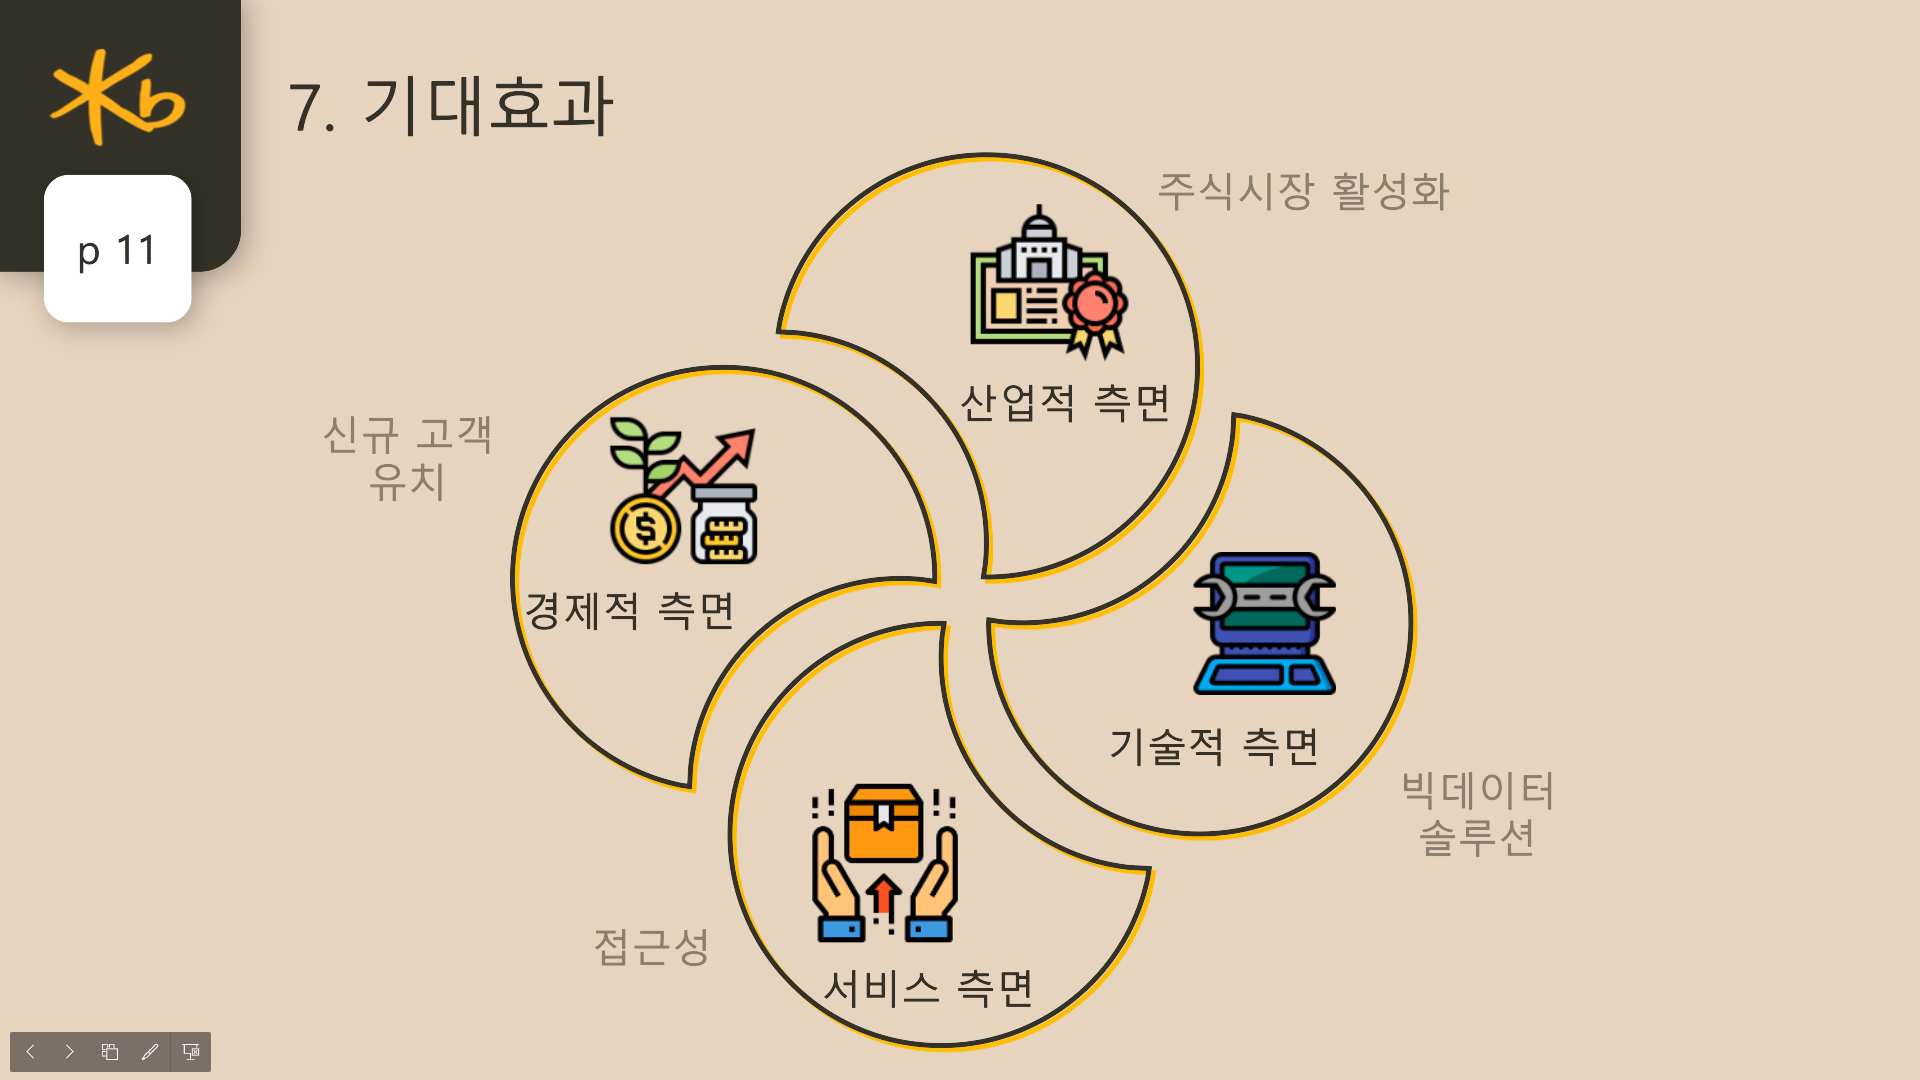 b
7. 기대효과
p 11
주식시장 활성화
산업적 측면
신규 고객
유치
$
경제적 측면
기술적 측면
빅데이터
솔루션
접근성
서비스 측면